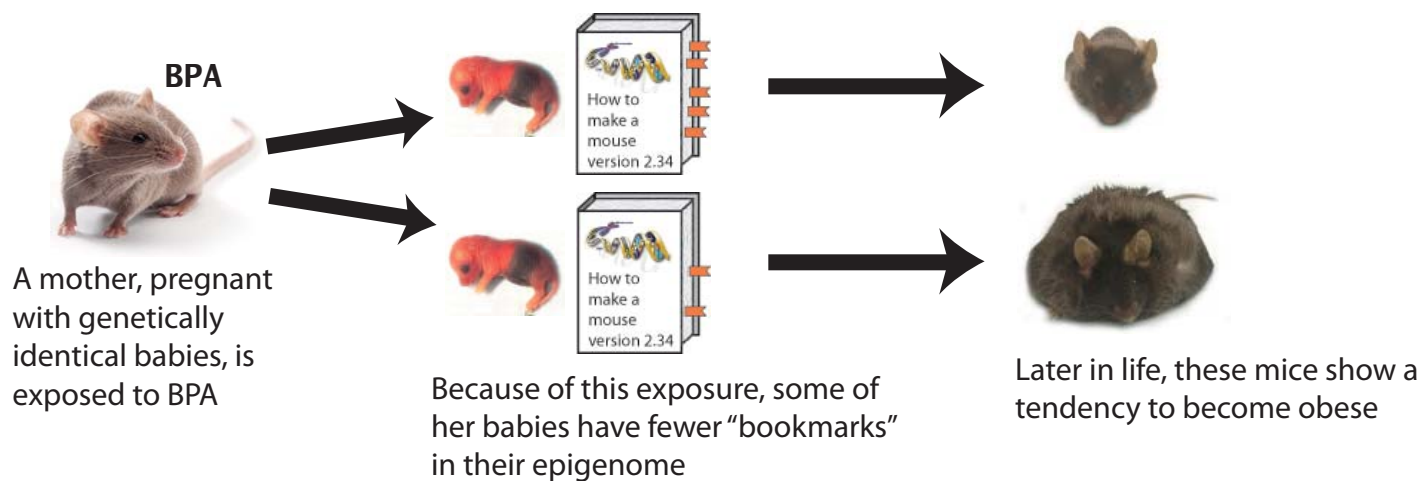 BPA
A mother, pregnant
with genetically
identical babies, is
exposed to BPA
How to
make a
mouse
version 2.34
How to
make a
mouse
version 2.34
Because of this exposure, some of
her babies have fewer “bookmarks”
in their epigenome
Later in life, these mice show a
tendency to become obese